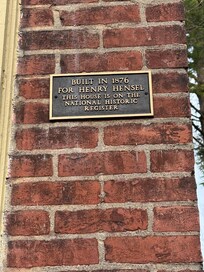 BUILT IN 1876
FOR HENRY HENSEL
THIS HOUSE IS ON THE
NATIONAL HISTORIC
REGISTER